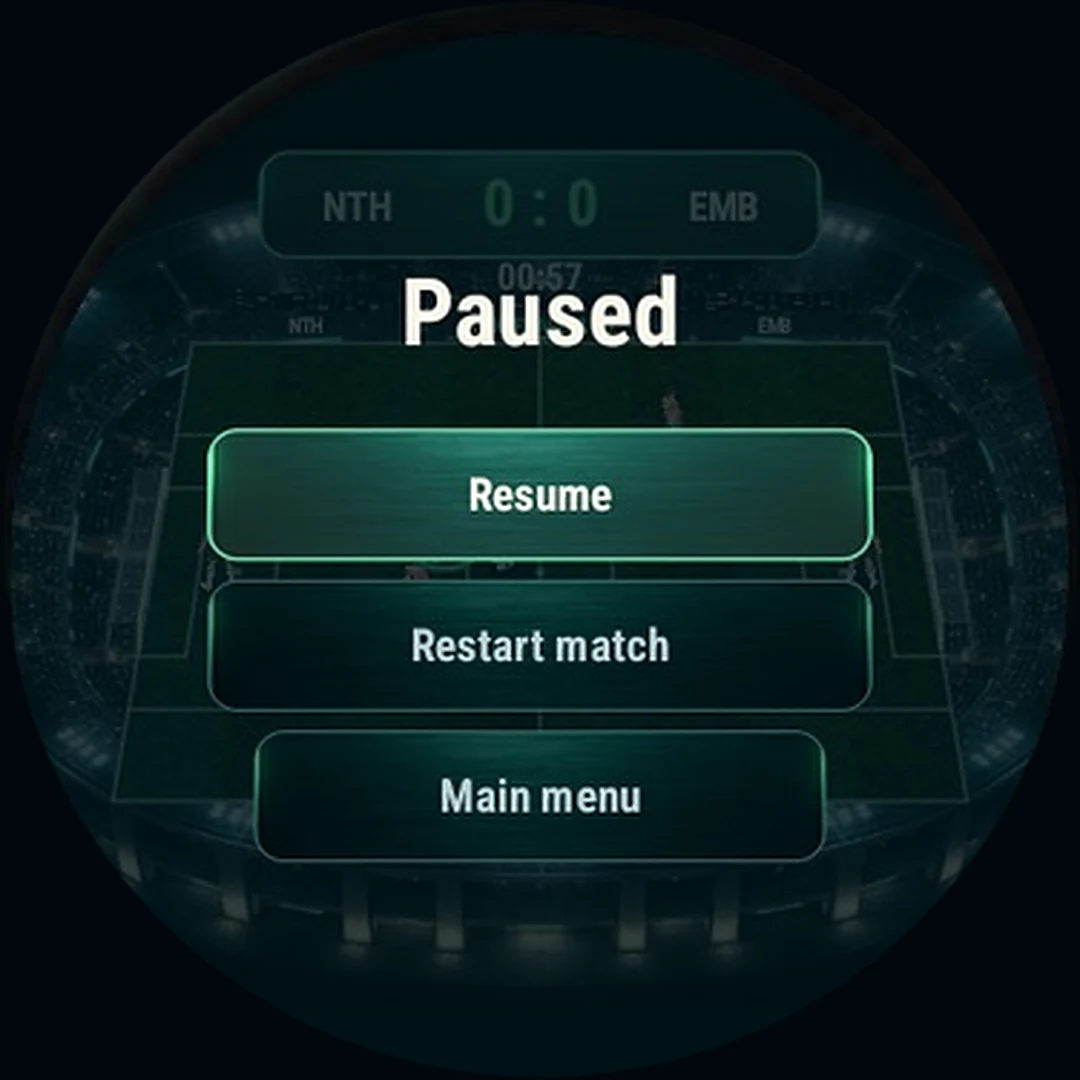 NTH 0 : 0 EMB
00:57
Paused
NTH EMB
Resume
Restart match
Main menu